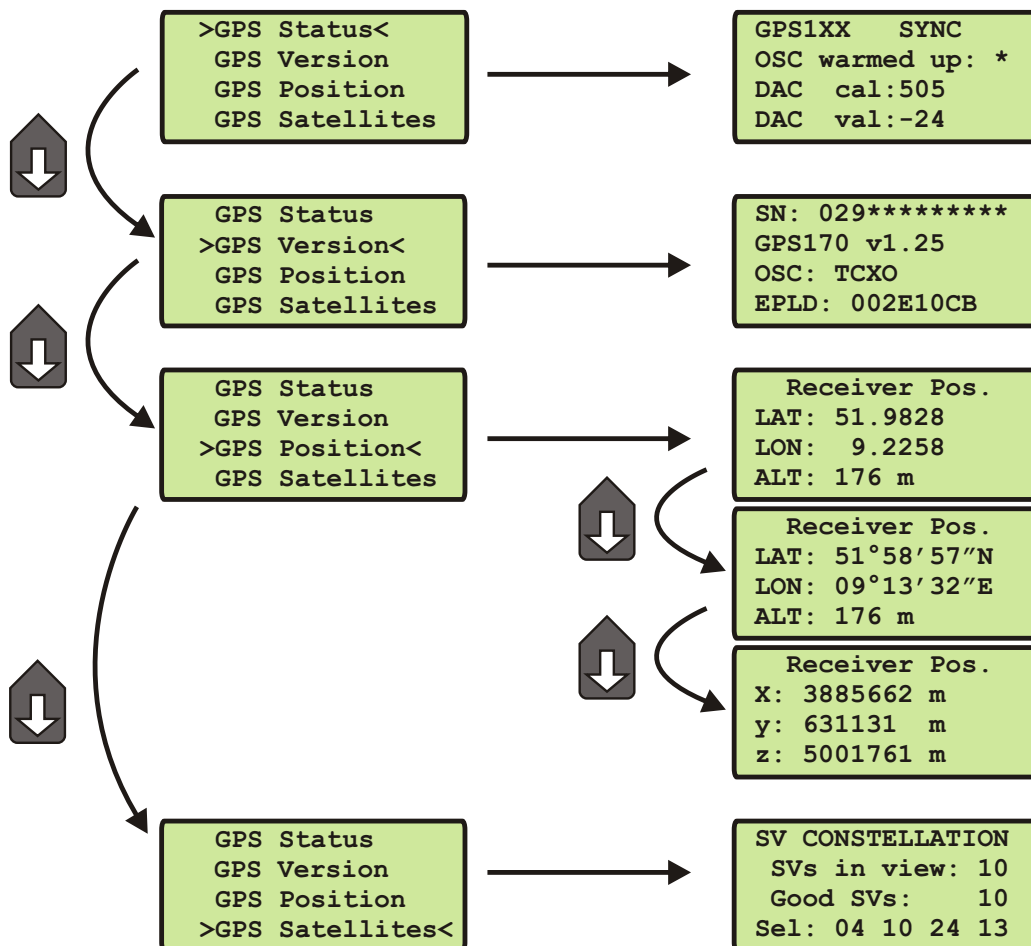 >GPS Status<
GPS Version
GPS Position
GPS Satellites
GPS1XX SYNC
OSC warmed up: *
DAC cal:505
DAC val:-24
GPS Status
>GPS Version<
GPS Position
GPS Satellites
SN: 029*********
GPS170 v1.25
OSC: TCXO
EPLD: 002E10CB
GPS Status
GPS Version
>GPS Position<
GPS Satellites
Receiver Pos.
LAT: 51.9828
LON: 9.2258
ALT: 176 m
Receiver Pos.
LAT: 51°58′57″N
LON: 09°13′32″E
ALT: 176 m
Receiver Pos.
X: 3885662 m
y: 631131 m
z: 5001761 m
GPS Status
GPS Version
GPS Position
>GPS Satellites<
SV CONSTELLATION
SVs in view: 10
Good SVs: 10
Sel: 04 10 24 13